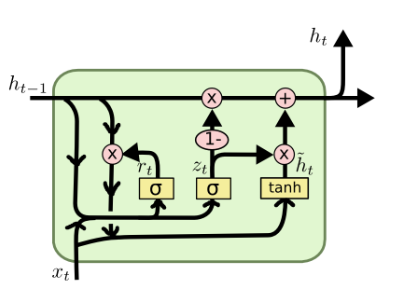 h_t
h_{t-1}
x +
1-
x r_t z_t x h̃_t
σ σ tanh
x_t